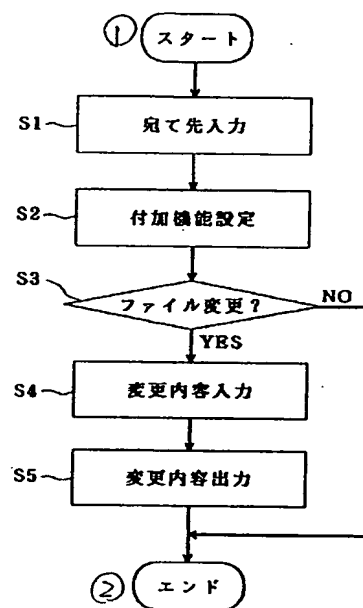 ① スタート
S1 宛て先入力
S2 付加機能設定
S3 ファイル変更?
NO
YES
S4 変更内容入力
S5 変更内容出力
② エンド